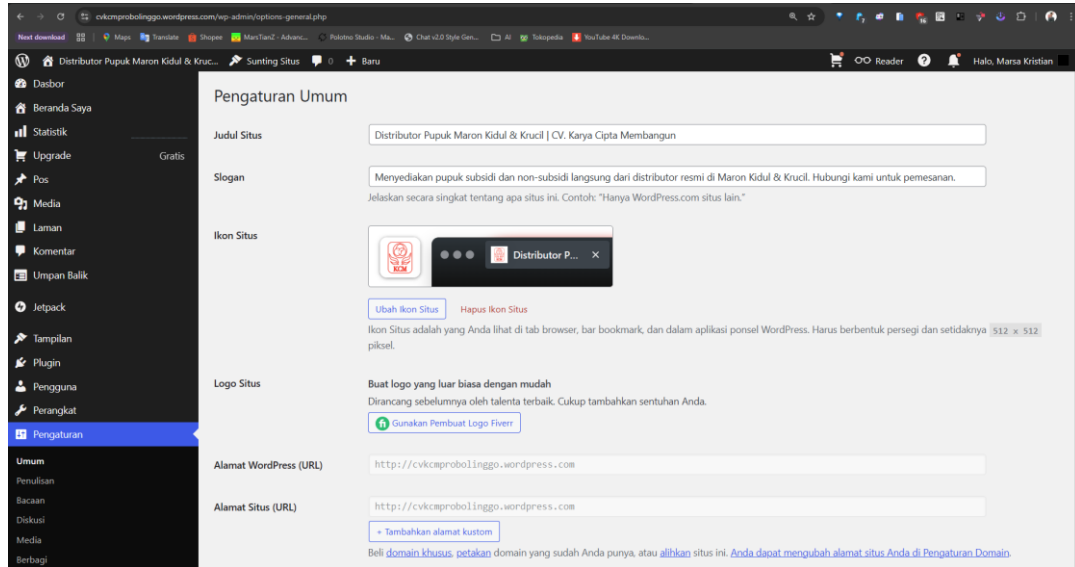 cvkcmprobolinggo.wordpress.com/wp-admin/options-general.php
Next download Maps Translate Shopee MarsTianZ - Advanc... Polotno Studio - Ma... Chat v2.0 Style Gen... AI Tokopedia YouTube 4K Downlo...
Distributor Pupuk Maron Kidul & Kruc... Sunting Situs 0 + Baru Reader Halo, Marsa Kristian
Dasbor
Beranda Saya
Statistik
Upgrade Gratis
Pos
Media
Laman
Komentar
Umpan Balik
Jetpack
Tampilan
Plugin
Pengguna
Perangkat
Pengaturan
Umum
Penulisan
Bacaan
Diskusi
Media
Berbagi
Pengaturan Umum
Judul Situs
Distributor Pupuk Maron Kidul & Krucil | CV. Karya Cipta Membangun
Slogan
Menyediakan pupuk subsidi dan non-subsidi langsung dari distributor resmi di Maron Kidul & Krucil. Hubungi kami untuk pemesanan.
Jelaskan secara singkat tentang apa situs ini. Contoh: "Hanya WordPress.com situs lain."
Ikon Situs
KCM
Distributor P... ×
Ubah Ikon Situs Hapus Ikon Situs
Ikon Situs adalah yang Anda lihat di tab browser, bar bookmark, dan dalam aplikasi ponsel WordPress. Harus berbentuk persegi dan setidaknya 512 × 512
piksel.
Logo Situs
Buat logo yang luar biasa dengan mudah
Dirancang sebelumnya oleh talenta terbaik. Cukup tambahkan sentuhan Anda.
fi Gunakan Pembuat Logo Fiverr
Alamat WordPress (URL)
http://cvkcmprobolinggo.wordpress.com
Alamat Situs (URL)
http://cvkcmprobolinggo.wordpress.com
+ Tambahkan alamat kustom
Beli domain khusus, petakan domain yang sudah Anda punya, atau alihkan situs ini. Anda dapat mengubah alamat situs Anda di Pengaturan Domain.